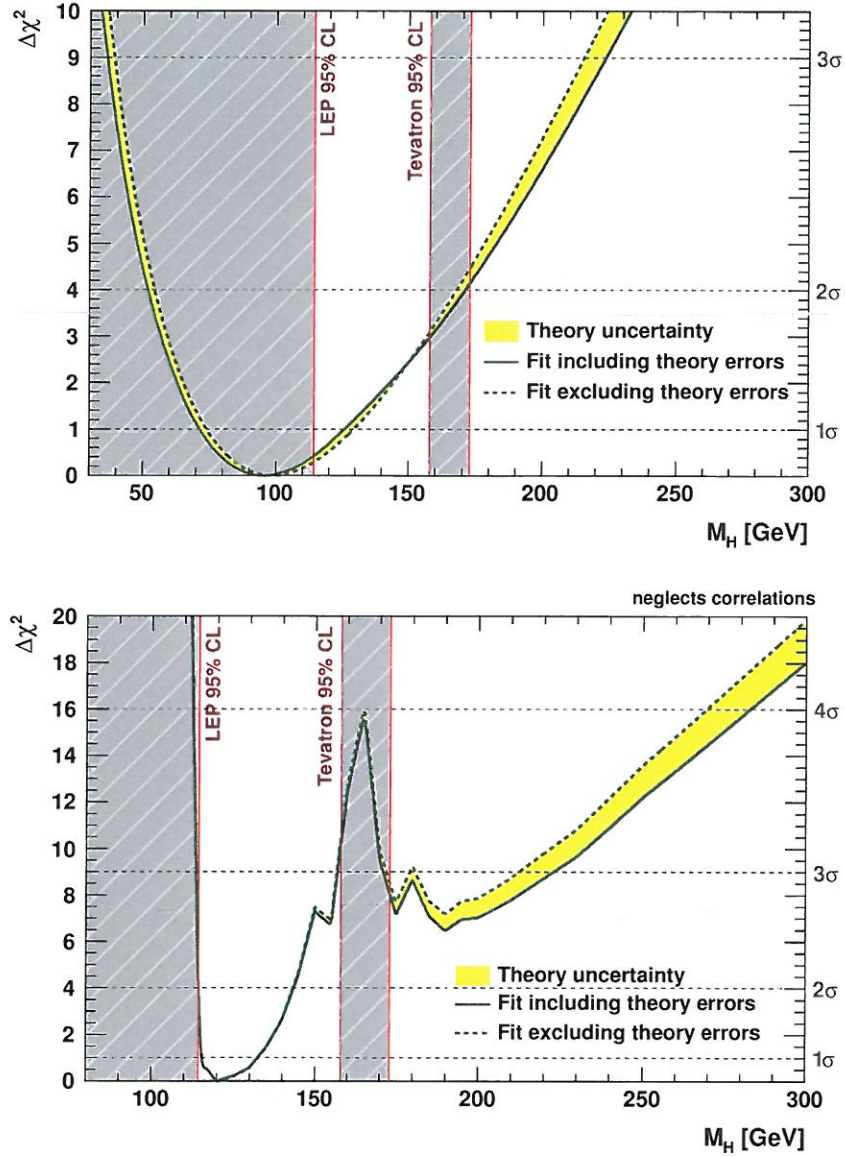 Δχ²
10
9
8
7
6
5
4
3
2
1
0
LEP 95% CL
Tevatron 95% CL
3σ
2σ
1σ
Theory uncertainty
Fit including theory errors
Fit excluding theory errors
50 100 150 200 250 300
M_H [GeV]
neglects correlations
Δχ²
20
18
16
14
12
10
8
6
4
2
0
LEP 95% CL
Tevatron 95% CL
4σ
3σ
2σ
1σ
Theory uncertainty
Fit including theory errors
Fit excluding theory errors
100 150 200 250 300
M_H [GeV]